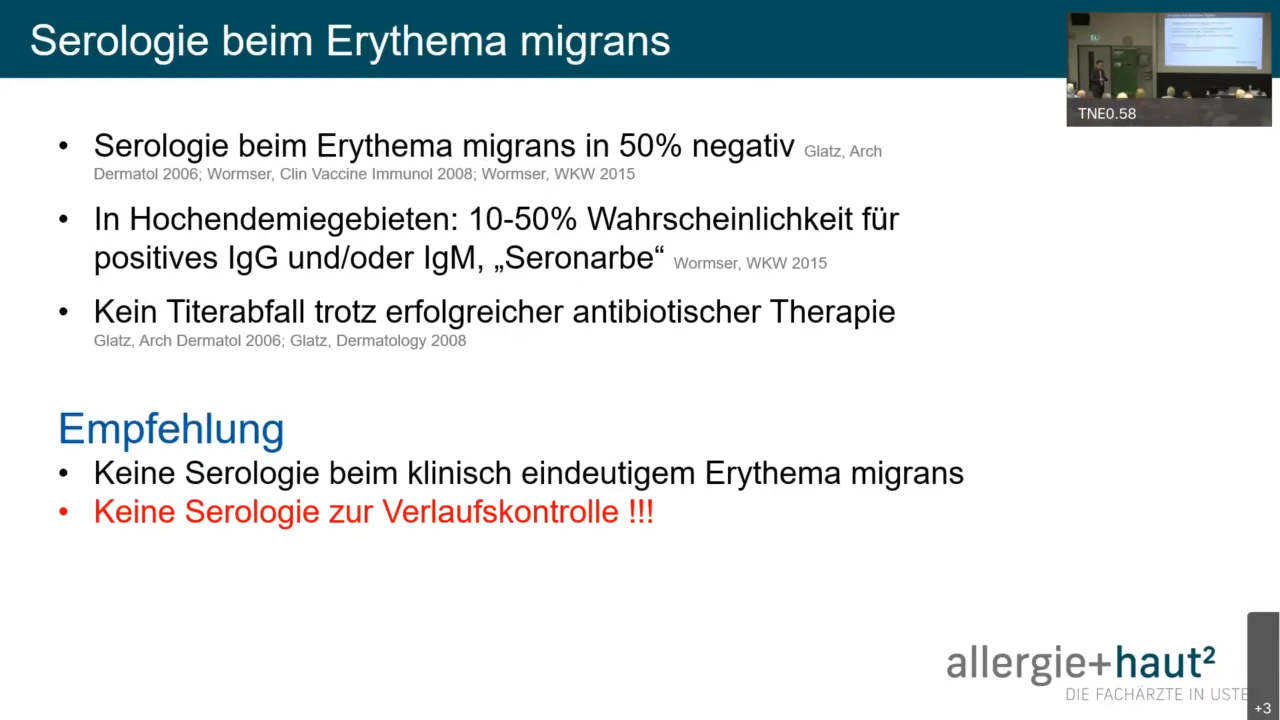 Serologie beim Erythema migrans
TNE0.58
• Serologie beim Erythema migrans in 50% negativ Glatz, Arch
Dermatol 2006; Wormser, Clin Vaccine Immunol 2008; Wormser, WKW 2015
• In Hochendemiegebieten: 10-50% Wahrscheinlichkeit für
positives IgG und/oder IgM, „Seronarbe“ Wormser, WKW 2015
• Kein Titerabfall trotz erfolgreicher antibiotischer Therapie
Glatz, Arch Dermatol 2006; Glatz, Dermatology 2008
Empfehlung
• Keine Serologie beim klinisch eindeutigem Erythema migrans
• Keine Serologie zur Verlaufskontrolle !!!
allergie+haut²
DIE FACHÄRZTE IN USTE
+3